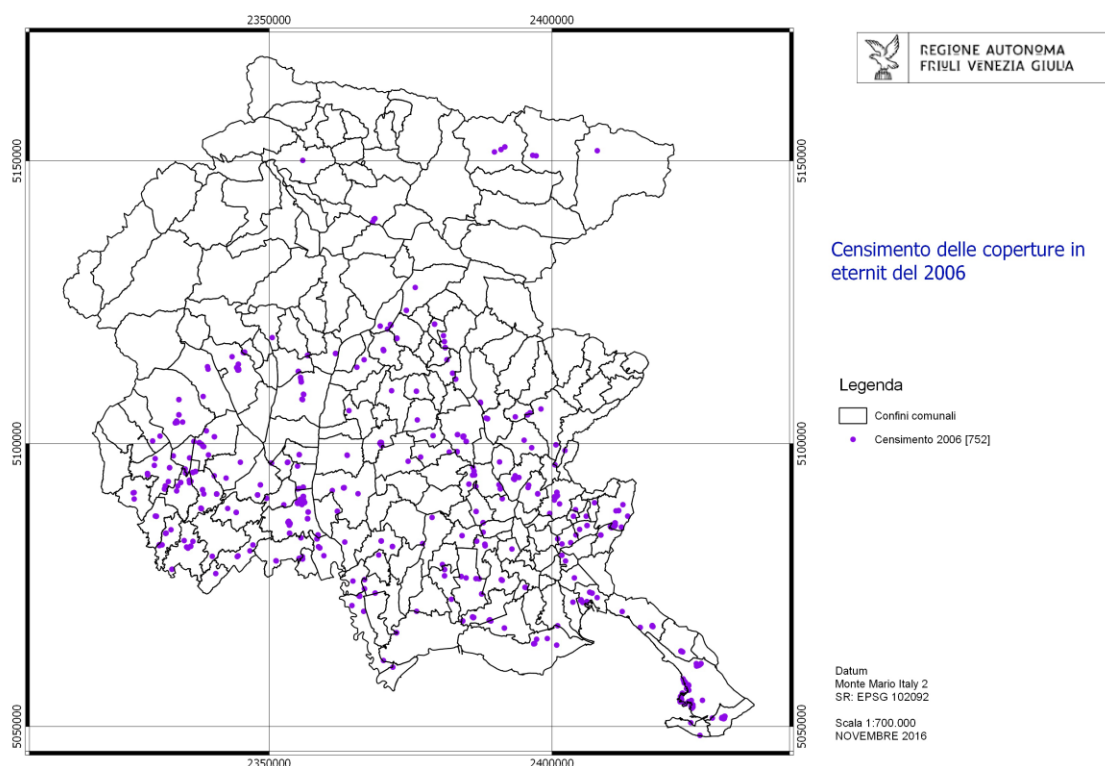 2350000
2400000
REGIONE AUTONOMA
FRIULI VENEZIA GIULIA
5150000
5150000
Censimento delle coperture in
eternit del 2006
Legenda
Confini comunali
Censimento 2006 [752]
5100000
5100000
Datum
Monte Mario Italy 2
SR: EPSG 102092
Scala 1:700.000
NOVEMBRE 2016
5050000
5050000
2350000
2400000